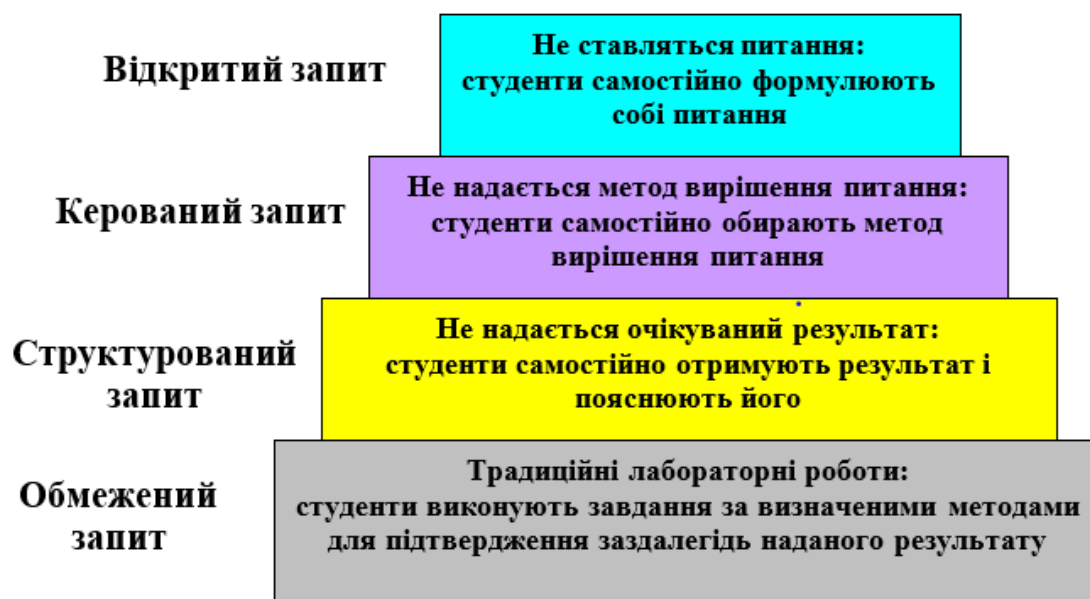 Відкритий запит
Не ставляться питання:
студенти самостійно формулюють
собі питання
Керований запит
Не надається метод вирішення питання:
студенти самостійно обирають метод
вирішення питання
Структурований
запит
Не надається очікуваний результат:
студенти самостійно отримують результат і
пояснюють його
Обмежений
запит
Традиційні лабораторні роботи:
студенти виконують завдання за визначеними методами
для підтвердження заздалегідь наданого результату